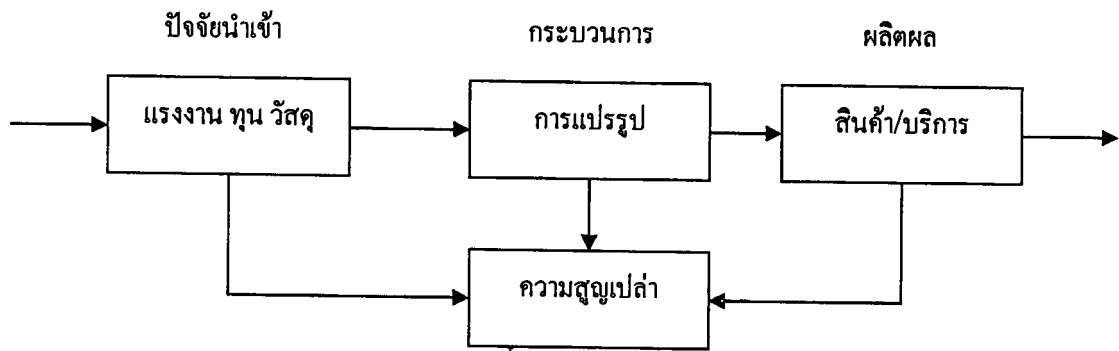 ปัจจัยนำเข้า กระบวนการ ผลิตผล
แรงงาน ทุน วัสดุ การแปรรูป สินค้า/บริการ
ความสูญเปล่า